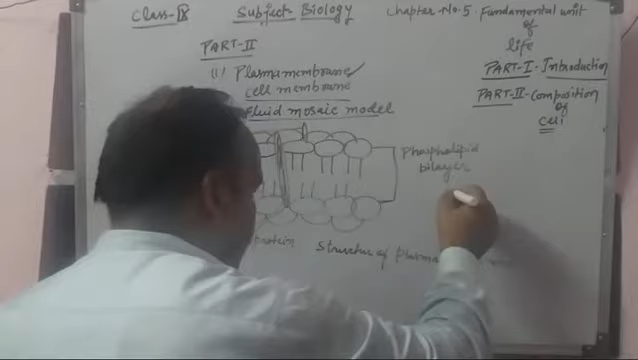 Class-IX Subject- Biology Chapter No. 5. Fundamental unit
of
life
PART-II
(i) Plasmamembrane
cell membrane
Fluid mosaic model
PART-I- Introduction
PART-II-Composition
of
cell
Phospholipid
bilayer
protein Structure of plasma